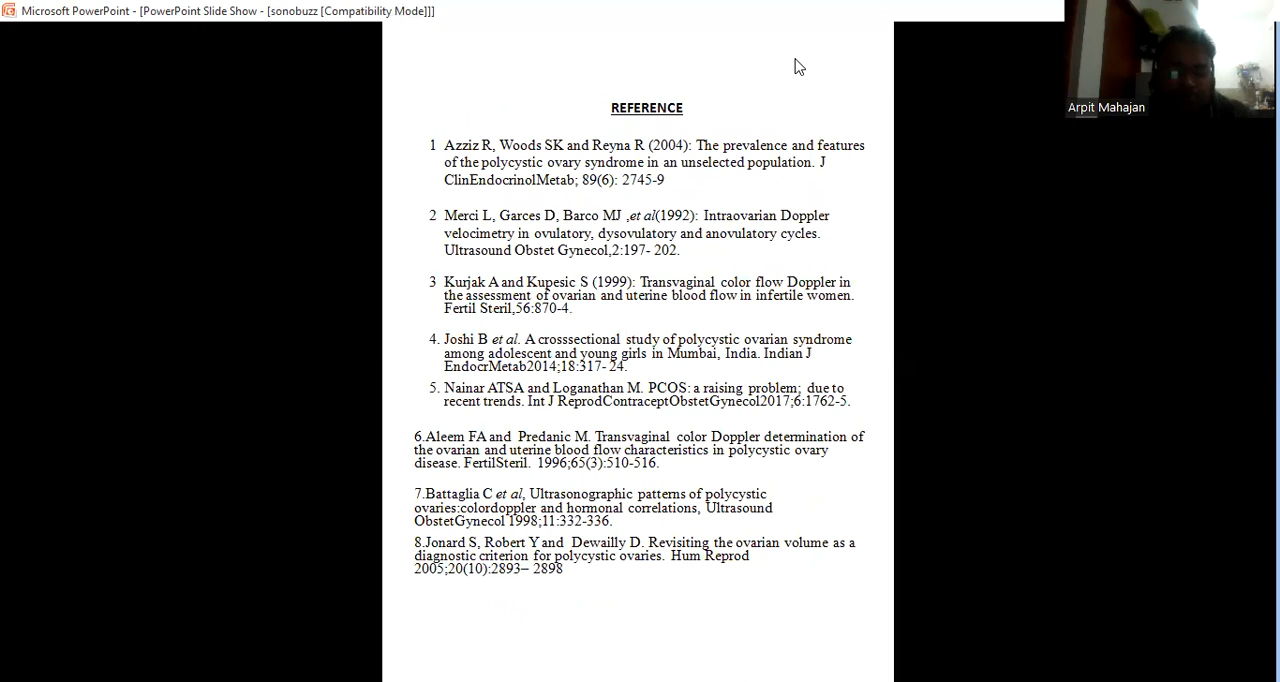 Microsoft PowerPoint - [PowerPoint Slide Show - [sonobuzz [Compatibility Mode]]]
Arpit Mahajan
REFERENCE
1 Azziz R, Woods SK and Reyna R (2004): The prevalence and features
of the polycystic ovary syndrome in an unselected population. J
ClinEndocrinolMetab; 89(6): 2745-9
2 Merci L, Garces D, Barco MJ ,et al(1992): Intraovarian Doppler
velocimetry in ovulatory, dysovulatory and anovulatory cycles.
Ultrasound Obstet Gynecol,2:197- 202.
3 Kurjak A and Kupesic S (1999): Transvaginal color flow Doppler in
the assessment of ovarian and uterine blood flow in infertile women.
Fertil Steril,56:870-4.
4. Joshi B et al. A crosssectional study of polycystic ovarian syndrome
among adolescent and young girls in Mumbai, India. Indian J
EndocrMetab2014;18:317- 24.
5. Nainar ATSA and Loganathan M. PCOS: a raising problem; due to
recent trends. Int J ReprodContraceptObstetGynecol2017;6:1762-5.
6.Aleem FA and Predanic M. Transvaginal color Doppler determination of
the ovarian and uterine blood flow characteristics in polycystic ovary
disease. FertilSteril. 1996;65(3):510-516.
7.Battaglia C et al, Ultrasonographic patterns of polycystic
ovaries:colordoppler and hormonal correlations, Ultrasound
ObstetGynecol 1998;11:332-336.
8.Jonard S, Robert Y and Dewailly D. Revisiting the ovarian volume as a
diagnostic criterion for polycystic ovaries. Hum Reprod
2005;20(10):2893– 2898